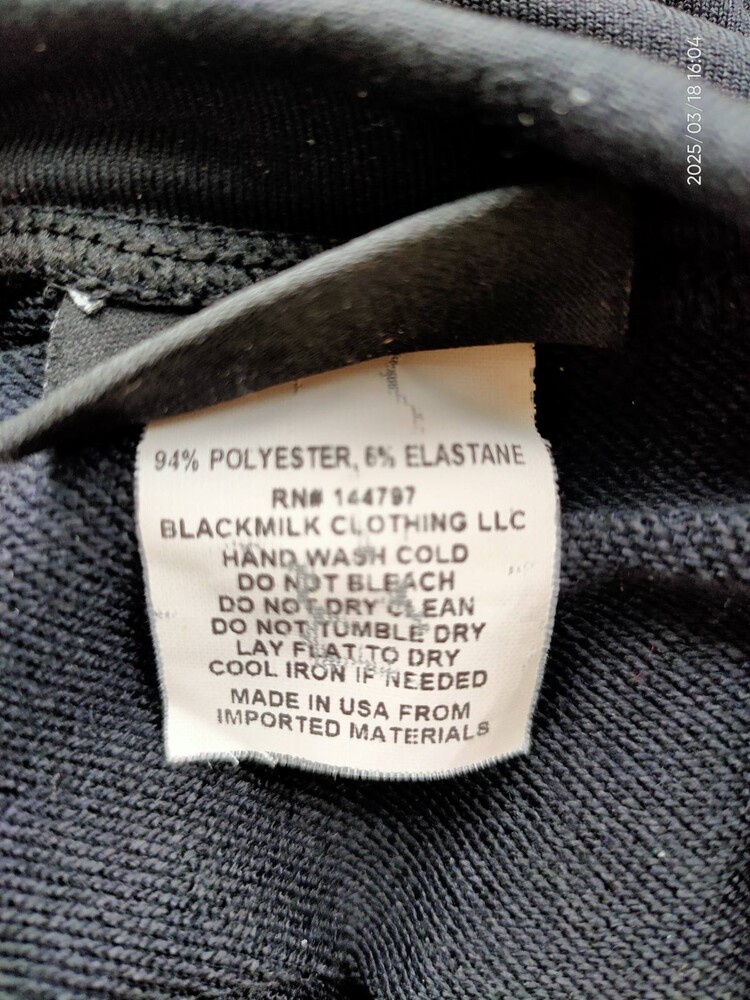 2025/03/18 16:04
94% POLYESTER, 6% ELASTANE
RN# 144797
BLACKMILK CLOTHING LLC
HAND WASH COLD
DO NOT BLEACH
DO NOT DRY CLEAN
DO NOT TUMBLE DRY
LAY FLAT TO DRY
COOL IRON IF NEEDED
MADE IN USA FROM
IMPORTED MATERIALS